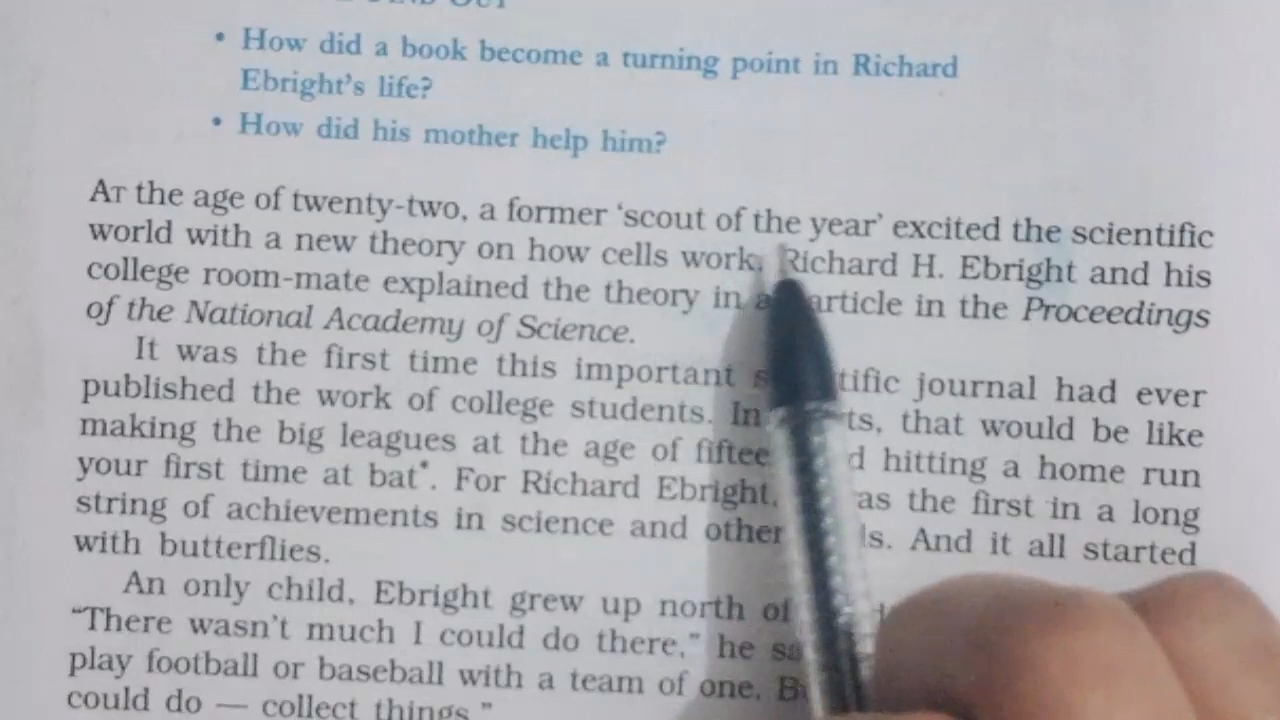 • How did a book become a turning point in Richard
Ebright's life?
• How did his mother help him?
AT the age of twenty-two, a former 'scout of the year' excited the scientific
world with a new theory on how cells work. Richard H. Ebright and his
college room-mate explained the theory in article in the Proceedings
of the National Academy of Science.
It was the first time this important journal had ever
published the work of college students. In that would be like
making the big leagues at the age of hitting a home run
your first time at bat*. For Richard Ebright, as the first in a long
string of achievements in science and other And it all started
with butterflies.
An only child, Ebright grew up north of
"There wasn't much I could do there," he
play football or baseball with a team of one.
could do — collect things."